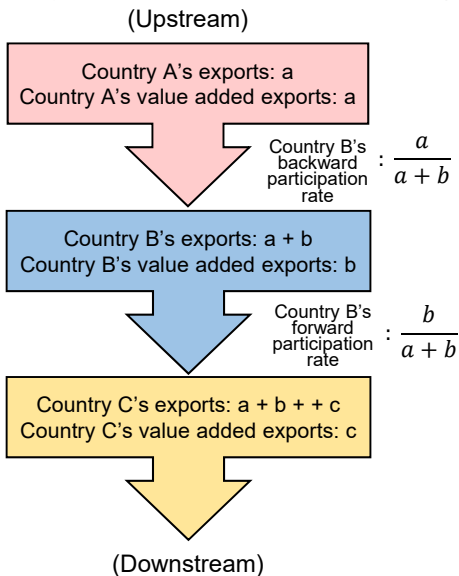 (Upstream)
Country A's exports: a
Country A's value added exports: a
Country B's
backward
participation
rate
: a / a + b
Country B's exports: a + b
Country B's value added exports: b
Country B's
forward
participation
rate
: b / a + b
Country C's exports: a + b + + c
Country C's value added exports: c
(Downstream)